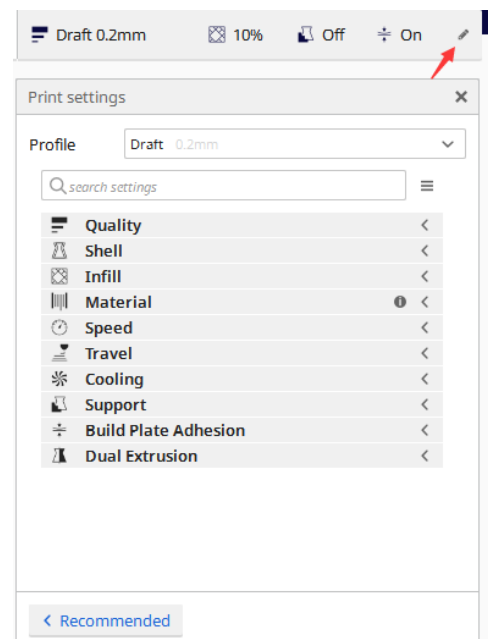 Draft 0.2mm 10% Off On
Print settings
Profile Draft 0.2mm
search settings
Quality
Shell
Infill
Material
Speed
Travel
Cooling
Support
Build Plate Adhesion
Dual Extrusion
Recommended